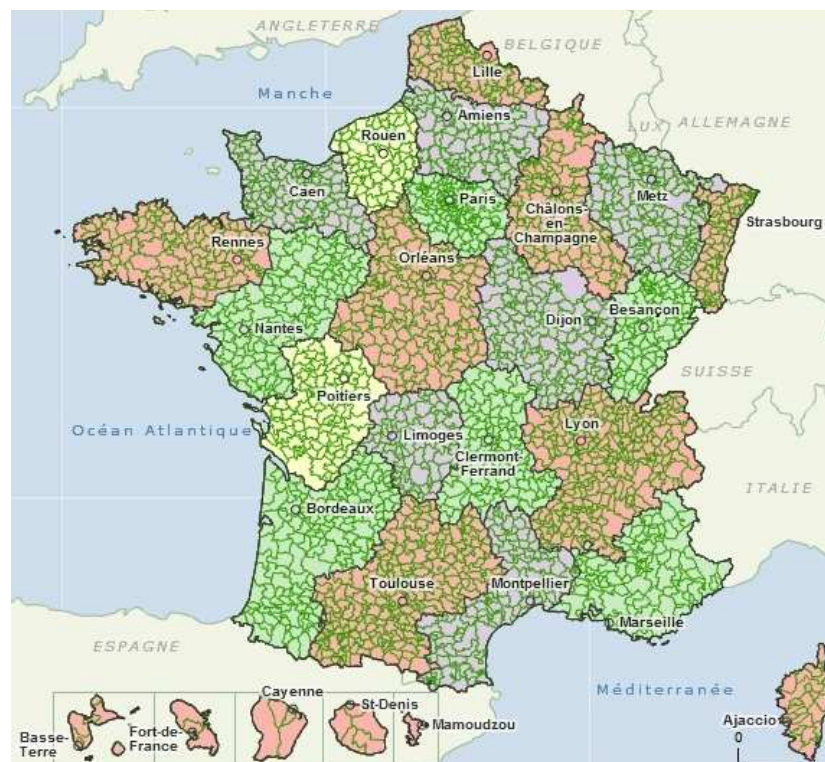 ANGLETERRE
BELGIQUE
Lille
Manche
Amiens
LUX
ALLEMAGNE
Rouen
Caen
Metz
Paris
Châlons-
en-
Champagne
Strasbourg
Rennes
Orléans
Besançon
Dijon
Nantes
SUISSE
Poitiers
Océan Atlantique
Limoges
Lyon
Clermont-
Ferrand
ITALIE
Bordeaux
Toulouse
Montpellier
Marseille
ESPAGNE
Méditerranée
Cayenne
St-Denis
Ajaccio
Mamoudzou
Basse-
Terre
Fort-de-
France
0